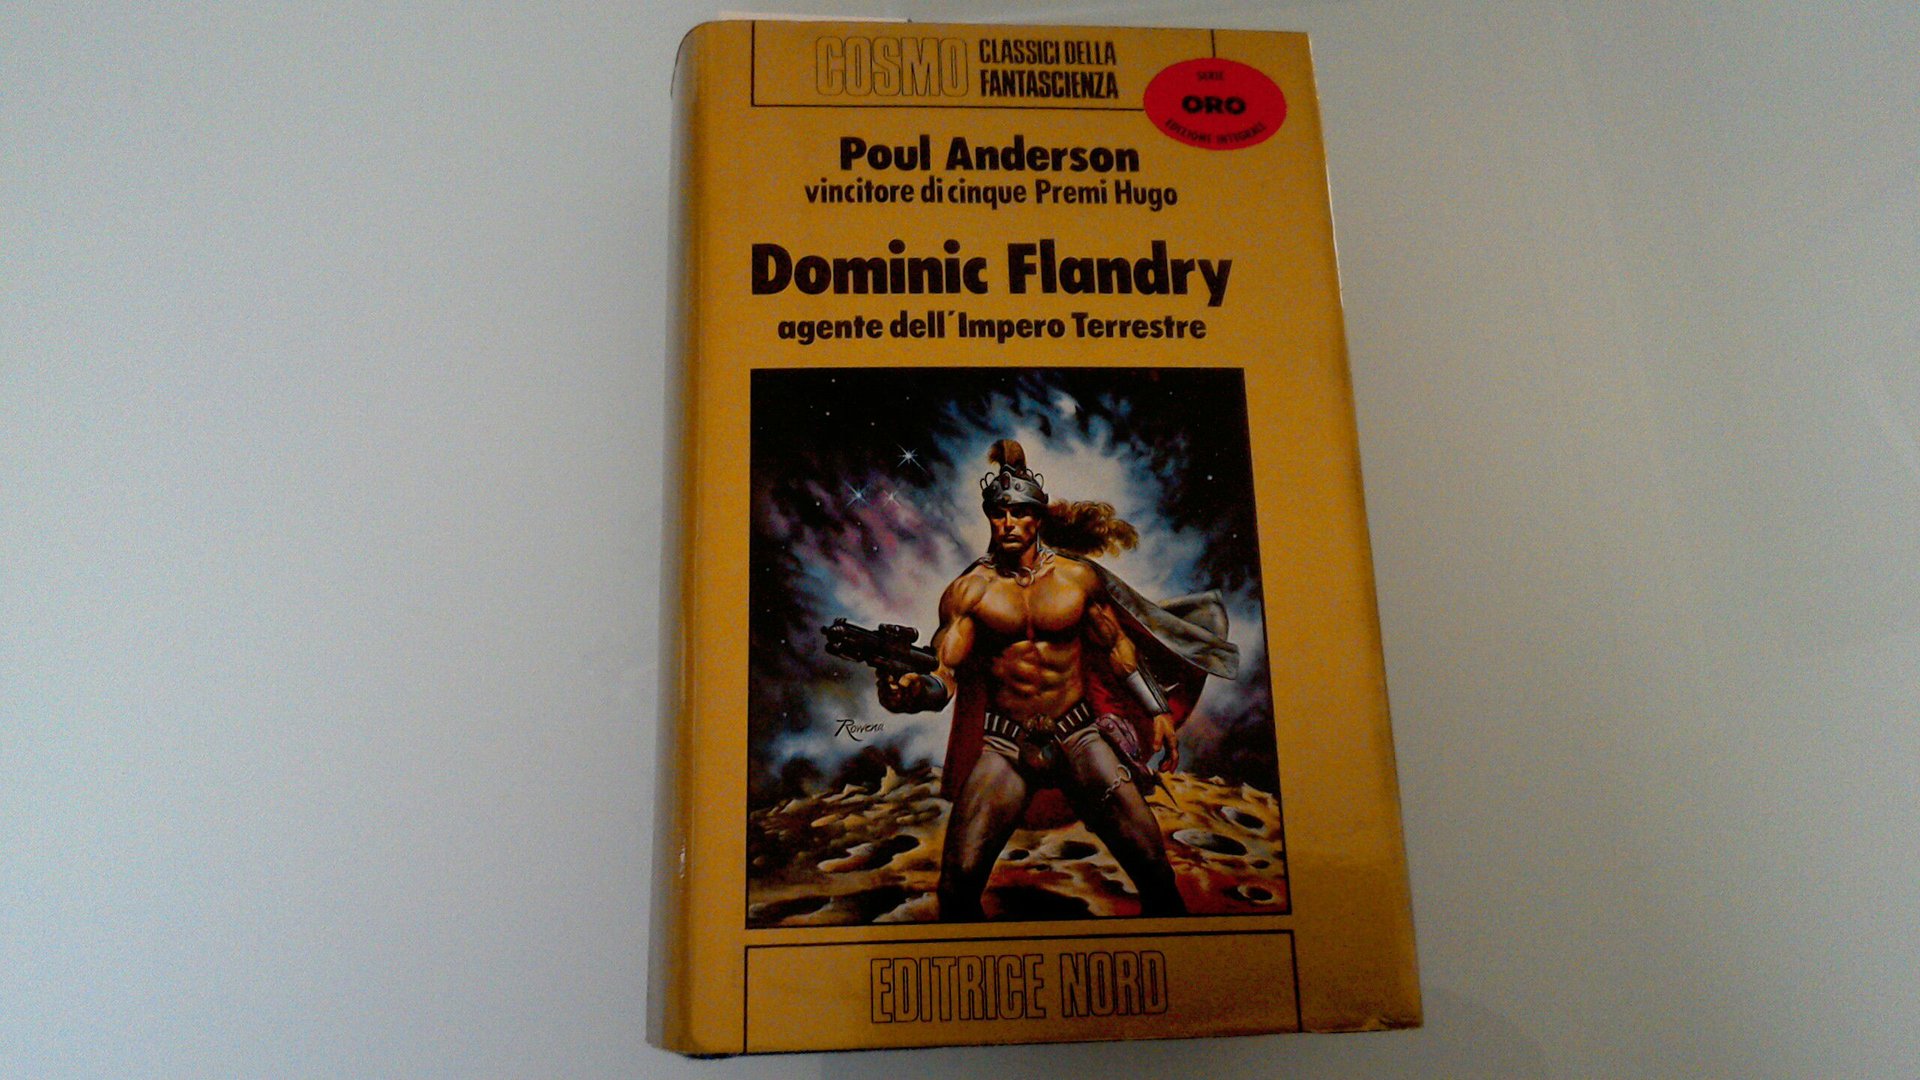 COSMO
CLASSICI DELLA
FANTASCIENZA
SERIE
ORO
EDIZIONE INTEGRALE
Poul Anderson
vincitore di cinque Premi Hugo
Dominic Flandry
agente dell'Impero Terrestre
Rowena
EDITRICE NORD